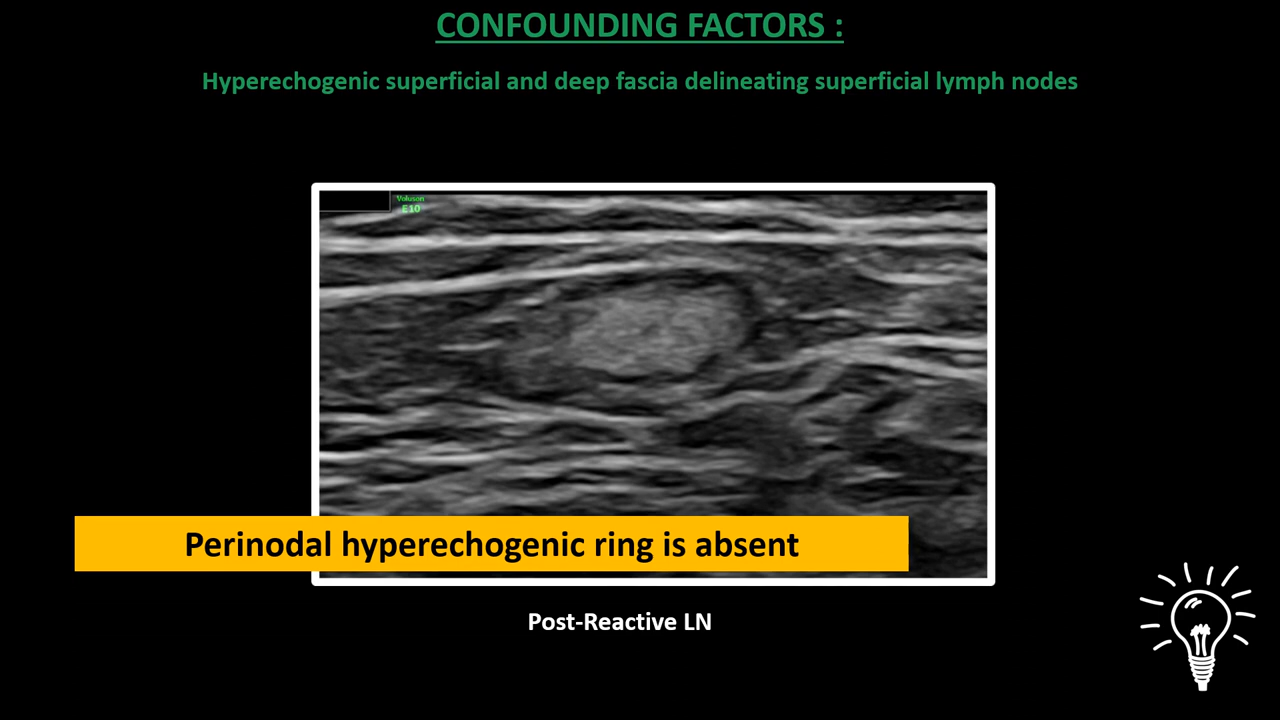 CONFOUNDING FACTORS :
Hyperechogenic superficial and deep fascia delineating superficial lymph nodes
Voluson
E10
Perinodal hyperechogenic ring is absent
Post-Reactive LN